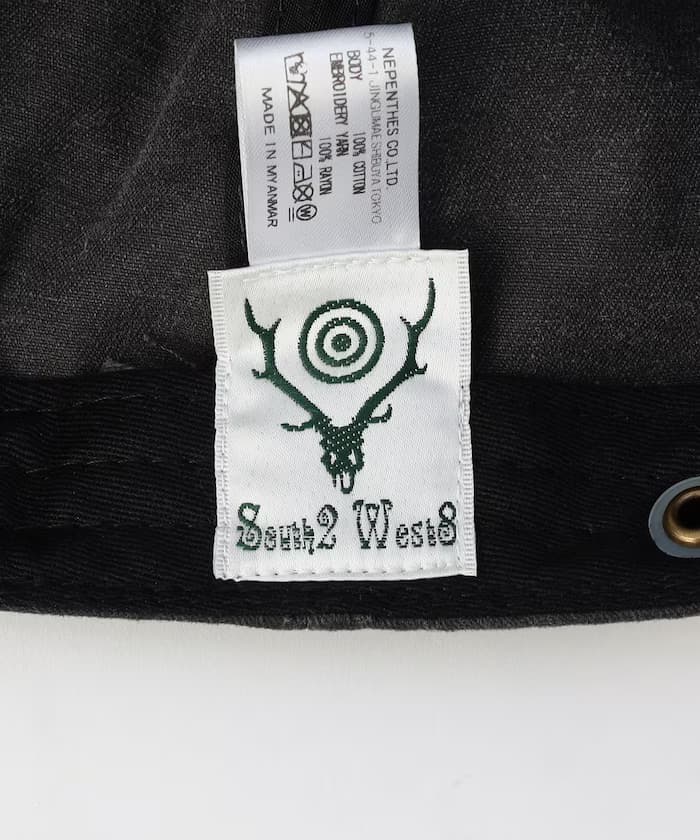 NEPENTHES CO.,LTD.
5-44-1 JINGUMAE SHIBUYA TOKYO
BODY 100% COTTON
EMBROIDERY YARN 100% RAYON
W
MADE IN MYANMAR
South2 West8